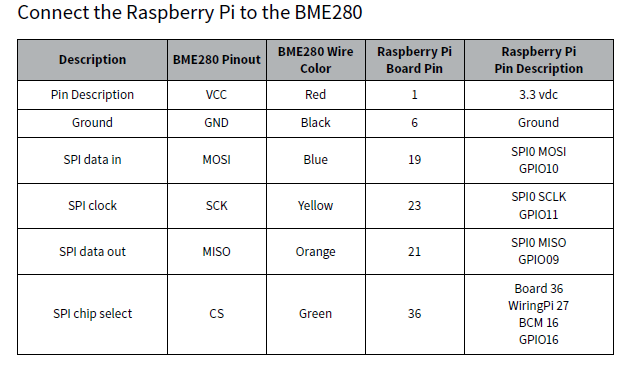 Connect the Raspberry Pi to the BME280
Description BME280 Pinout BME280 Wire Color Raspberry Pi Board Pin Raspberry Pi Pin Description
Pin Description VCC Red 1 3.3 vdc
Ground GND Black 6 Ground
SPI data in MOSI Blue 19 SPI0 MOSI
GPIO10
SPI clock SCK Yellow 23 SPI0 SCLK
GPIO11
SPI data out MISO Orange 21 SPI0 MISO
GPIO09
SPI chip select CS Green 36 Board 36
WiringPi 27
BCM 16
GPIO16